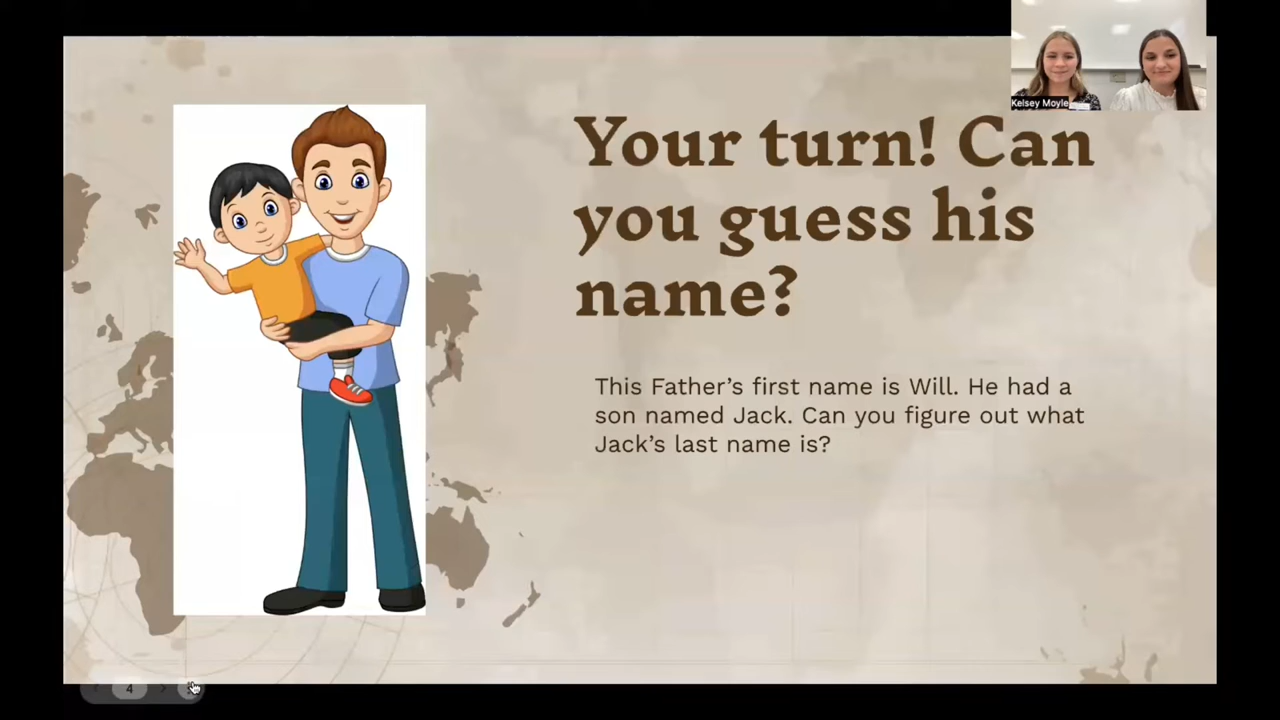 Kelsey Moyle
Your turn! Can
you guess his
name?
This Father's first name is Will. He had a
son named Jack. Can you figure out what
Jack's last name is?
4